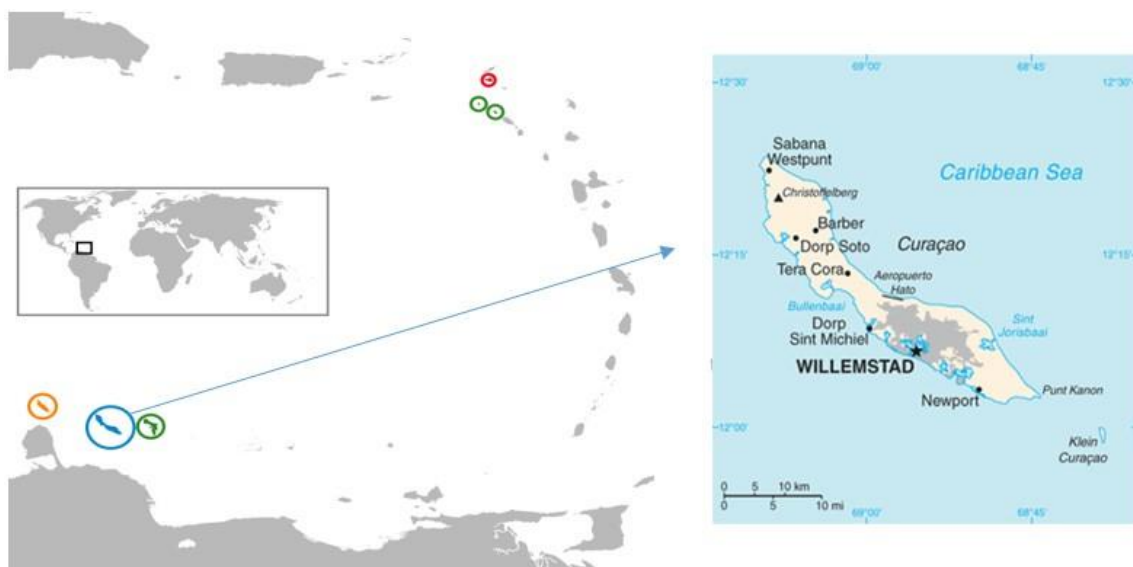 69°00'
68°45'
12°30'
12°30'
Sabana
Westpunt
Caribbean Sea
Christoffelberg
Barber
Dorp Soto
Curaçao
12°15'
12°15'
Tera Cora
Aeropuerto
Hato
Bullenbaai
Sint
Jorisbaai
Dorp
Sint Michiel
WILLEMSTAD
Newport
Punt Kanon
12°00'
12°00'
Klein
Curaçao
0 5 10 km
0 5 10 mi
69°00'
68°45'